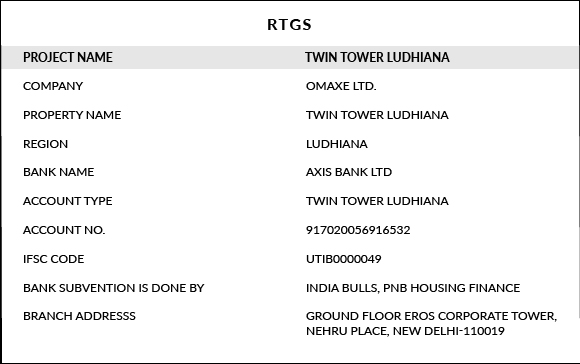 RTGS
PROJECT NAME TWIN TOWER LUDHIANA
COMPANY OMAXE LTD.
PROPERTY NAME TWIN TOWER LUDHIANA
REGION LUDHIANA
BANK NAME AXIS BANK LTD
ACCOUNT TYPE TWIN TOWER LUDHIANA
ACCOUNT NO. 917020056916532
IFSC CODE UTIB0000049
BANK SUBVENTION IS DONE BY INDIA BULLS, PNB HOUSING FINANCE
BRANCH ADDRESSS GROUND FLOOR EROS CORPORATE TOWER,
NEHRU PLACE, NEW DELHI-110019